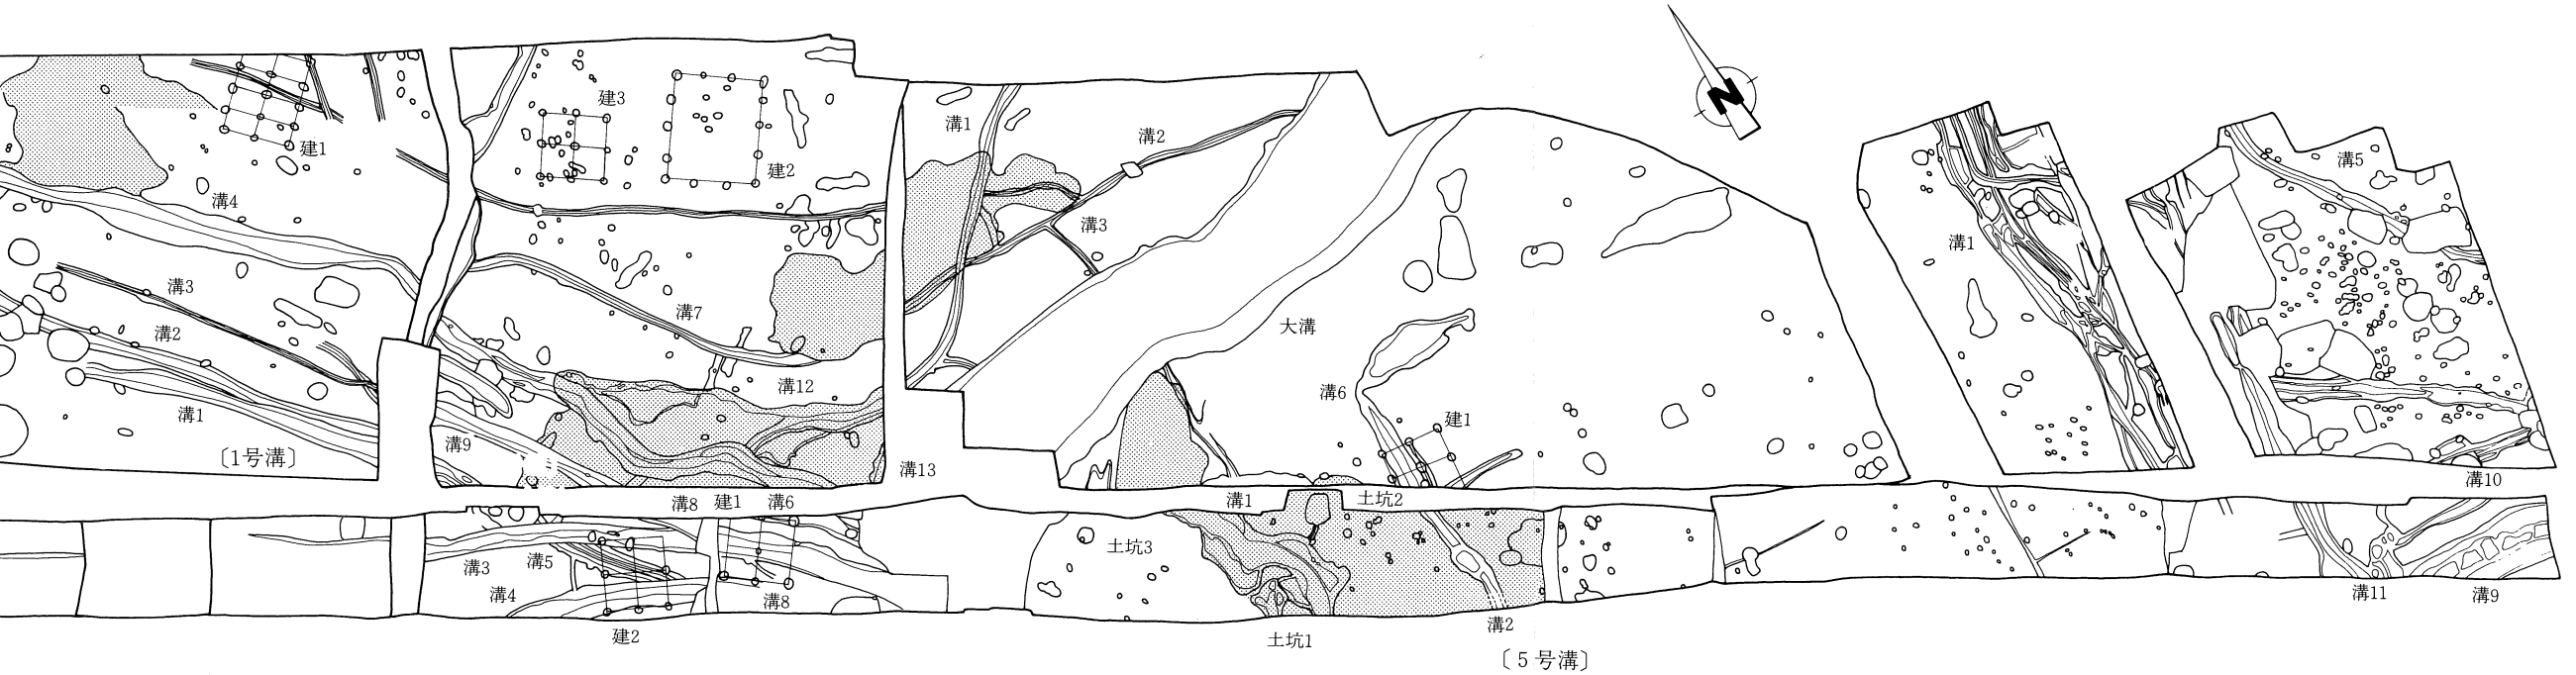 N
建3
溝1
溝2
建1
建2
溝5
溝4
溝3
溝1
溝3
溝7
大溝
溝2
溝12
溝6
溝1
建1
〔1号溝〕
溝9
溝13
溝10
溝8
建1
溝6
溝1
土坑2
土坑3
溝3
溝5
溝4
溝8
溝11
溝9
建2
土坑1
溝2
〔5号溝〕